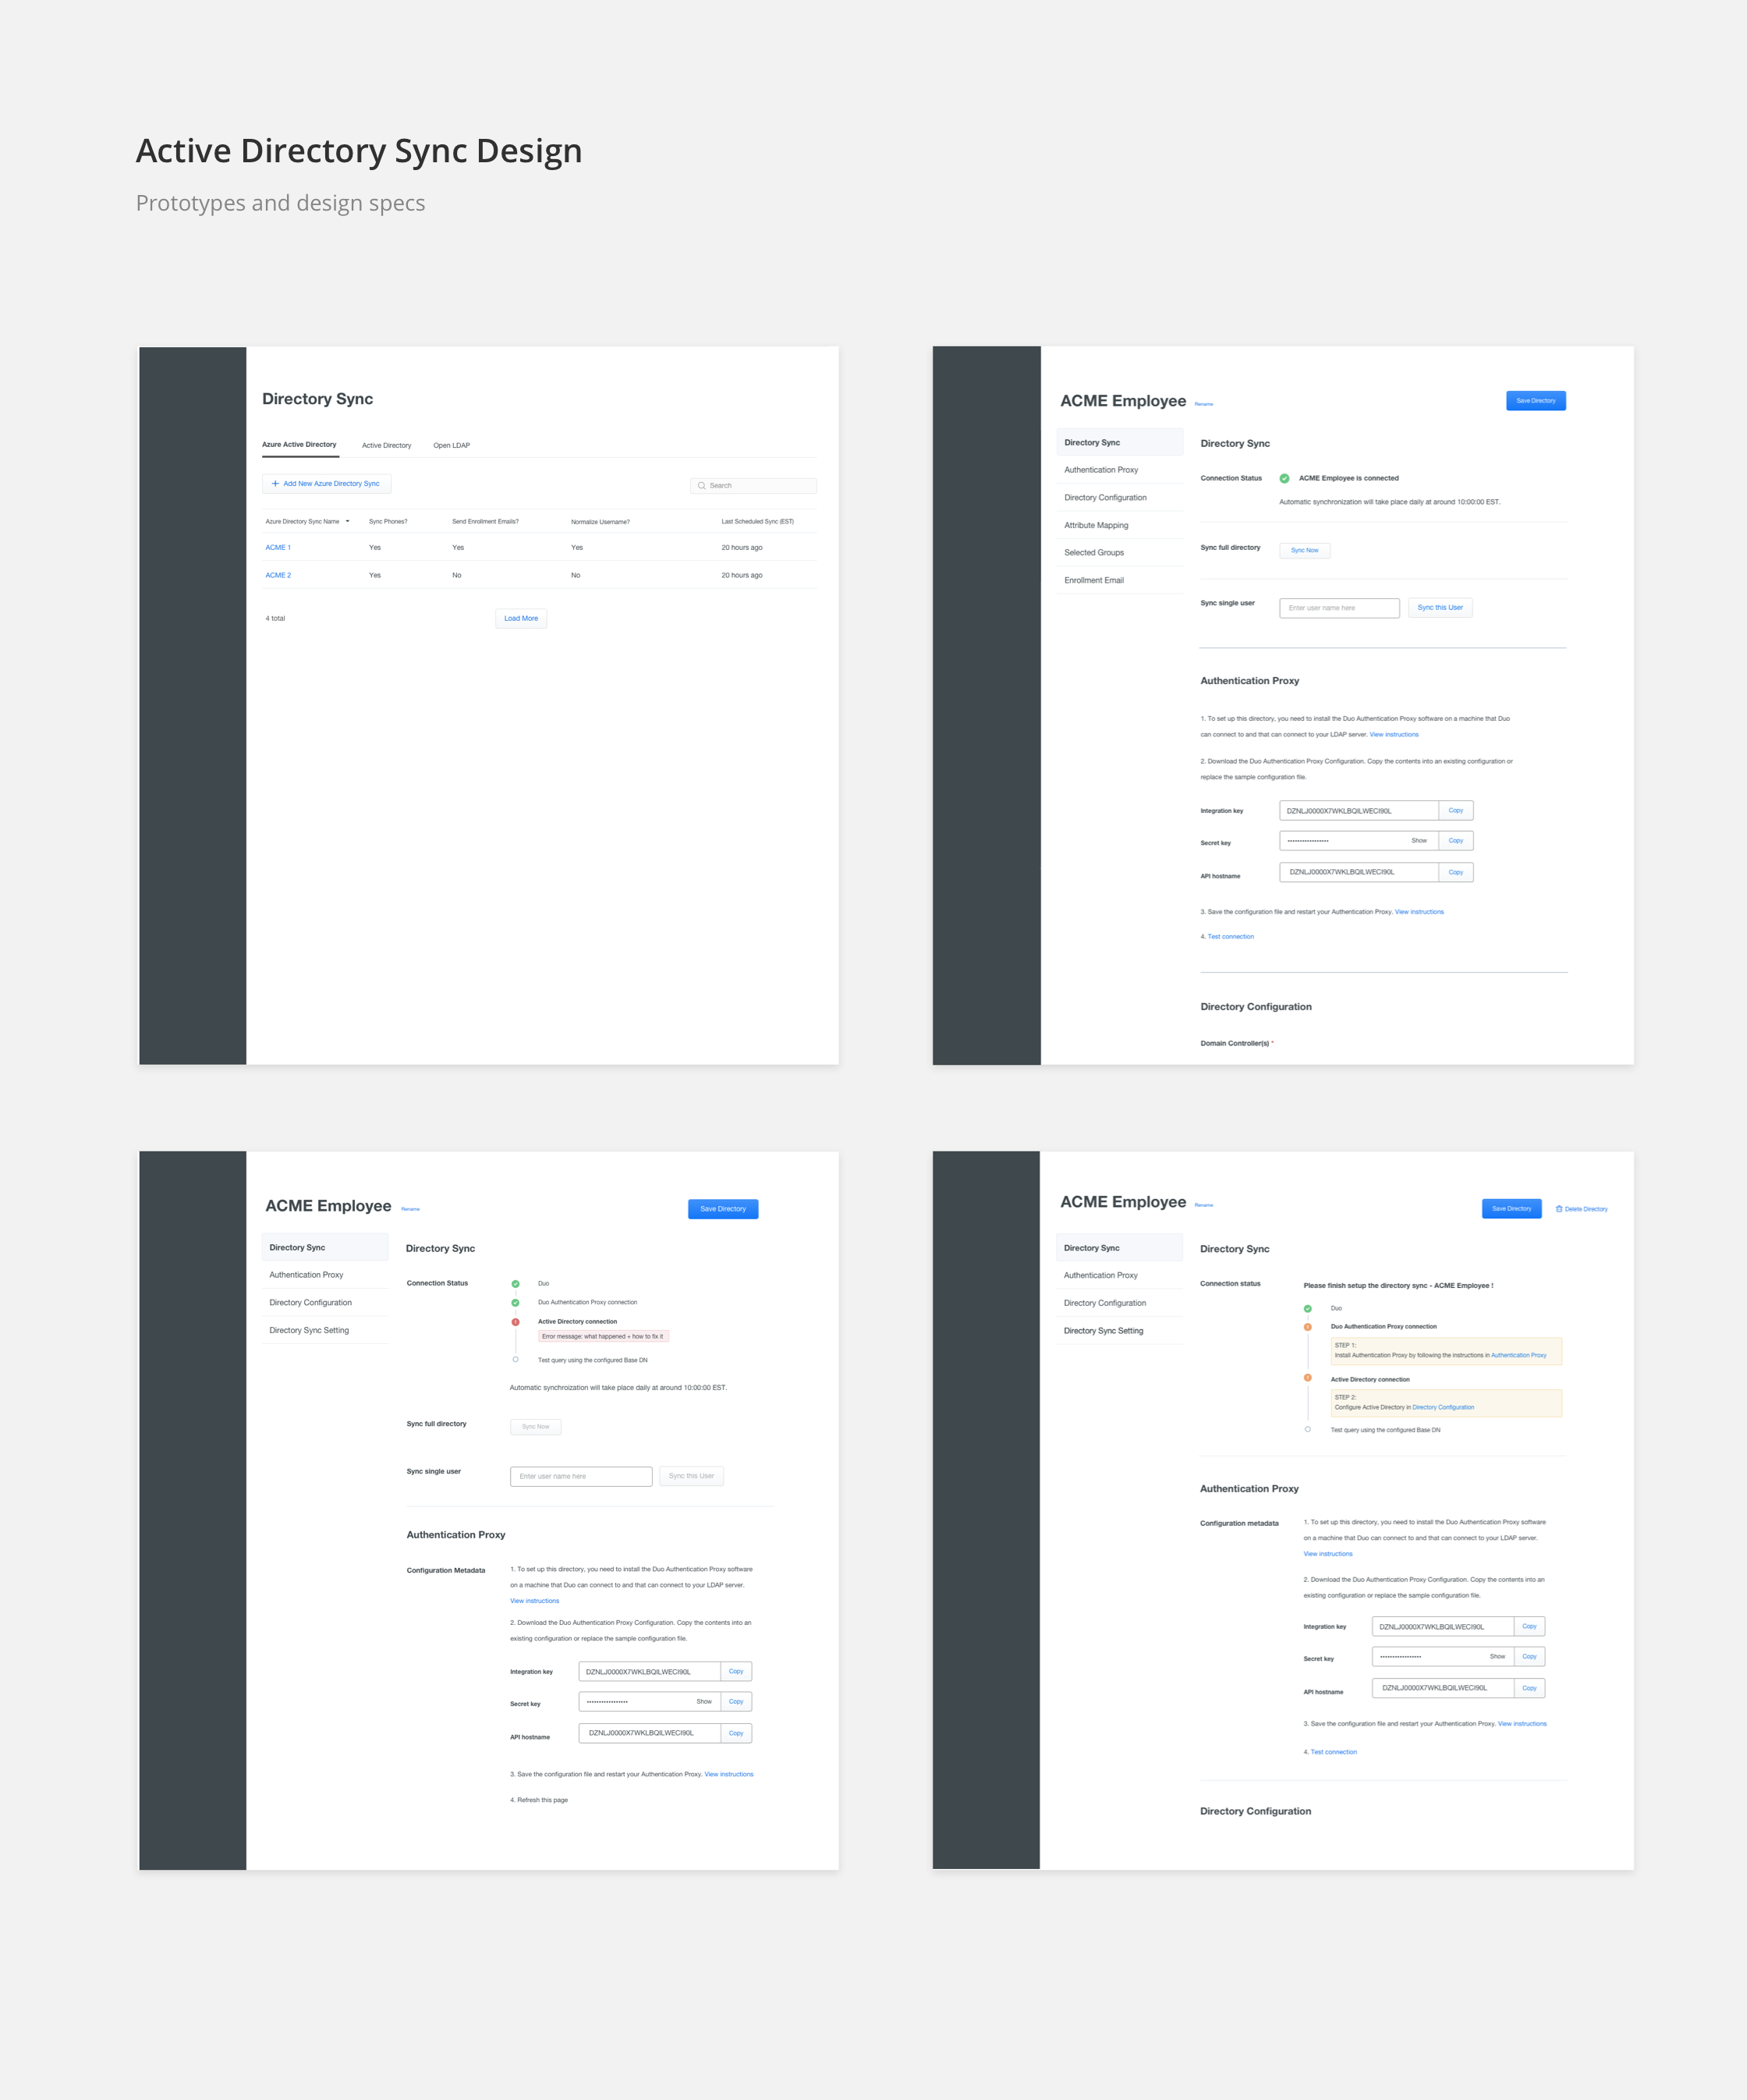 Active Directory Sync Design
Prototypes and design specs
Directory Sync
Azure Active Directory Active Directory Open LDAP
+ Add New Azure Directory Sync Search
Azure Directory Sync Name Sync Phones? Send Enrollment Emails? Normalize Username? Last Scheduled Sync (EST)
ACME 1 Yes Yes Yes 20 hours ago
ACME 2 Yes No No 20 hours ago
4 total Load More
ACME Employee Rename Save Directory
Directory Sync
Authentication Proxy
Directory Configuration
Attribute Mapping
Selected Groups
Enrollment Email
Directory Sync
Connection Status ACME Employee is connected
Automatic synchronization will take place daily at around 10:00:00 EST.
Sync full directory Sync Now
Sync single user Enter user name here Sync this User
Authentication Proxy
1. To set up this directory, you need to install the Duo Authentication Proxy software on a machine that Duo
can connect to and that can connect to your LDAP server. View instructions
2. Download the Duo Authentication Proxy Configuration. Copy the contents into an existing configuration or
replace the sample configuration file.
Integration key DZNLJ0000X7WKLBQILWECI90L Copy
Secret key ••••••••••••••••• Show Copy
API hostname DZNLJ0000X7WKLBQILWECI90L Copy
3. Save the configuration file and restart your Authentication Proxy. View instructions
4. Test connection
Directory Configuration
Domain Controller(s) *
ACME Employee Rename Save Directory
Directory Sync
Authentication Proxy
Directory Configuration
Directory Sync Setting
Directory Sync
Connection Status Duo
Duo Authentication Proxy connection
Active Directory connection
Error message: what happened + how to fix it
Test query using the configured Base DN
Automatic synchroization will take place daily at around 10:00:00 EST.
Sync full directory Sync Now
Sync single user Enter user name here Sync this User
Authentication Proxy
Configuration Metadata 1. To set up this directory, you need to install the Duo Authentication Proxy software
on a machine that Duo can connect to and that can connect to your LDAP server.
View instructions
2. Download the Duo Authentication Proxy Configuration. Copy the contents into an
existing configuration or replace the sample configuration file.
Integration key DZNLJ0000X7WKLBQILWECI90L Copy
Secret key ••••••••••••••••• Show Copy
API hostname DZNLJ0000X7WKLBQILWECI90L Copy
3. Save the configuration file and restart your Authentication Proxy. View instructions
4. Refresh this page
ACME Employee Rename Save Directory Delete Directory
Directory Sync
Authentication Proxy
Directory Configuration
Directory Sync Setting
Directory Sync
Connection status Please finish setup the directory sync - ACME Employee !
Duo
Duo Authentication Proxy connection
STEP 1:
Install Authentication Proxy by following the instructions in Authentication Proxy
Active Directory connection
STEP 2:
Configure Active Directory in Directory Configuration
Test query using the configured Base DN
Authentication Proxy
Configuration metadata 1. To set up this directory, you need to install the Duo Authentication Proxy software
on a machine that Duo can connect to and that can connect to your LDAP server.
View instructions
2. Download the Duo Authentication Proxy Configuration. Copy the contents into an
existing configuration or replace the sample configuration file.
Integration key DZNLJ0000X7WKLBQILWECI90L Copy
Secret key ••••••••••••••••• Show Copy
API hostname DZNLJ0000X7WKLBQILWECI90L Copy
3. Save the configuration file and restart your Authentication Proxy. View instructions
4. Test connection
Directory Configuration